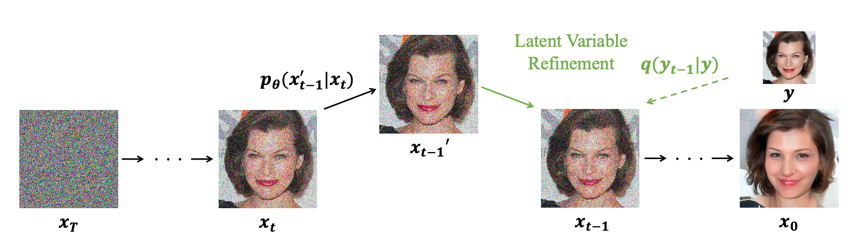 Latent Variable
Refinement
q(y_{t-1}|y)
y
p_θ(x'_{t-1}|x_t)
x_{t-1}'
· · ·
· · ·
x_T
x_t
x_{t-1}
x_0